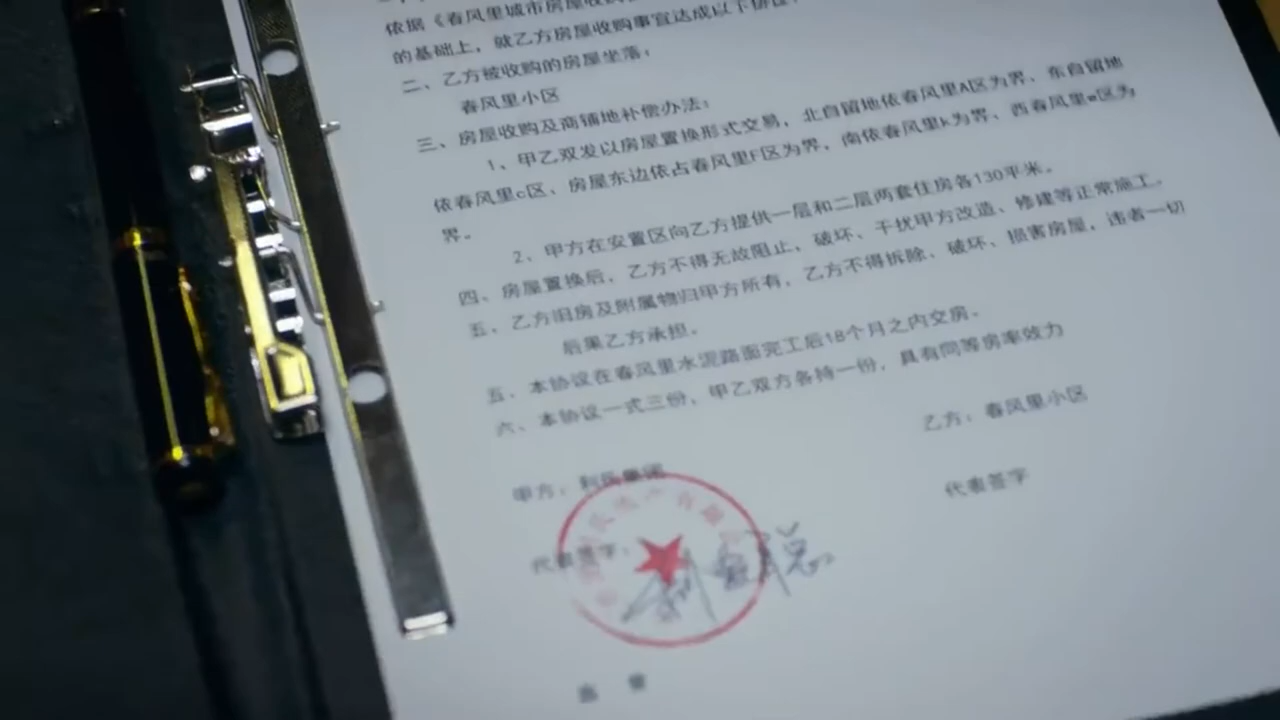 依据《春风里城市房屋收购
的基础上，就乙方房屋收购事宜达成以下协议：
二、乙方被收购的房屋坐落：
春风里小区
三、房屋收购及商铺地补偿办法：
1、甲乙双发以房屋置换形式交易，北自留地依春风里A区为界、东自留地
依春风里c区、房屋东边依占春风里F区为界，南依春风里k为界、西春风里m区为
界。
2、甲方在安置区向乙方提供一层和二层两套住房各130平米。
四、房屋置换后，乙方不得无故阻止，破坏、干扰甲方改造、修建等正常施工.
五、乙方旧房及附属物归甲方所有，乙方不得拆除、破坏、损害房屋，违者一切
后果乙方承担。
五、本协议在春风里水泥路面完工后18个月之内交房。
六、本协议一式三份，甲乙双方各持一份，具有同等房率效力
乙方：春风里小区
甲方：利民集团
代表签字
代表签字：